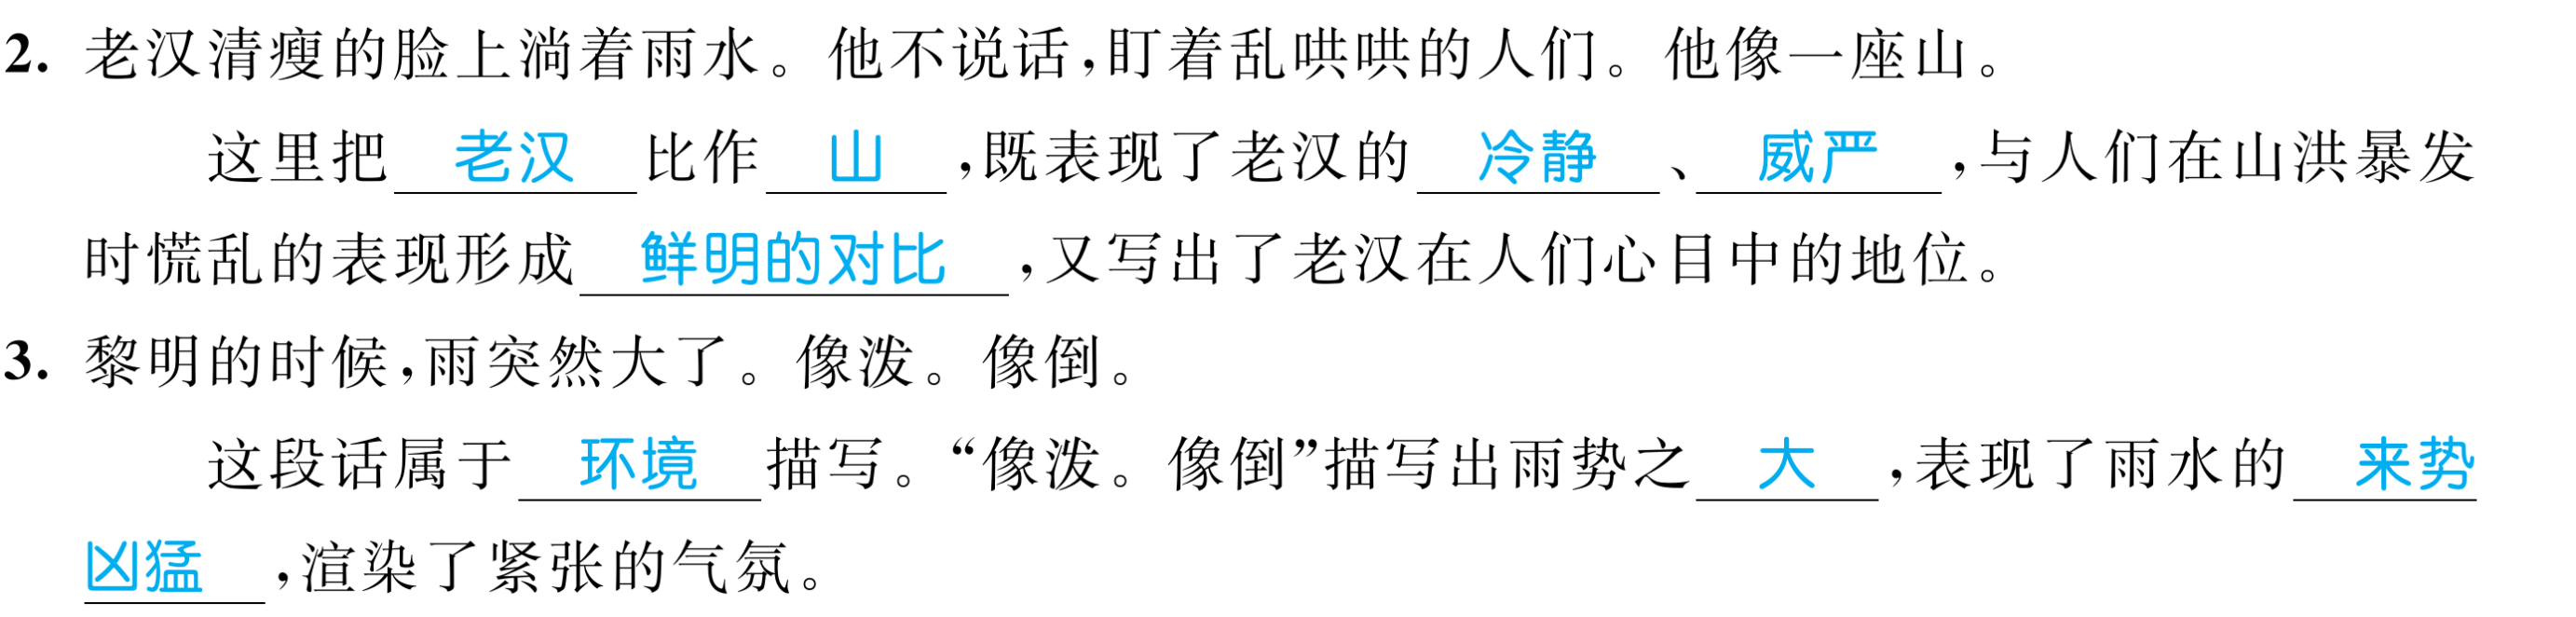 2. 老汉清瘦的脸上淌着雨水。他不说话,盯着乱哄哄的人们。他像一座山。
这里把 老汉 比作 山 ,既表现了老汉的 冷静 、 威严 ,与人们在山洪暴发
时慌乱的表现形成 鲜明的对比 ,又写出了老汉在人们心目中的地位。
3. 黎明的时候,雨突然大了。像泼。像倒。
这段话属于 环境 描写。“像泼。像倒”描写出雨势之 大 ,表现了雨水的 来势
凶猛 ,渲染了紧张的气氛。